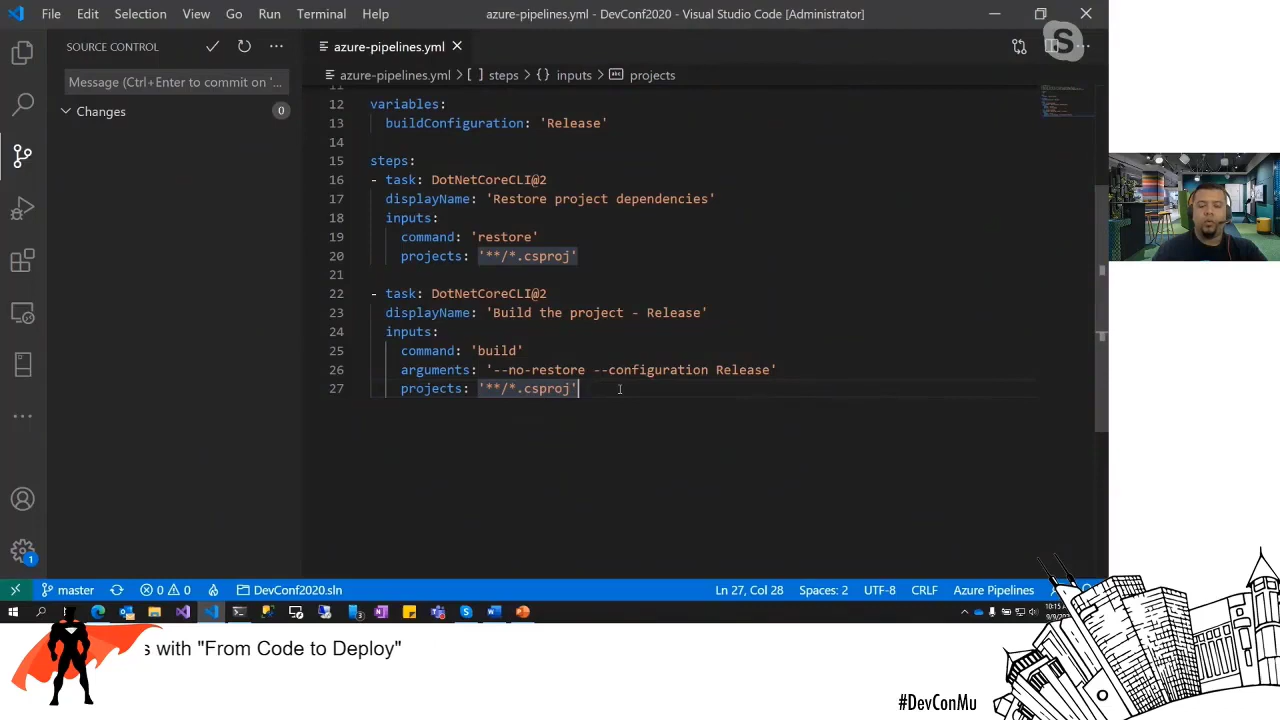 File Edit Selection View Go Run Terminal Help azure-pipelines.yml - DevConf2020 - Visual Studio Code [Administrator]
SOURCE CONTROL
azure-pipelines.yml
azure-pipelines.yml > [ ] steps > {} inputs > abc projects
Message (Ctrl+Enter to commit on '...
Changes 0
11
12 variables:
13 buildConfiguration: 'Release'
14
15 steps:
16 - task: DotNetCoreCLI@2
17 displayName: 'Restore project dependencies'
18 inputs:
19 command: 'restore'
20 projects: '**/*.csproj'
21
22 - task: DotNetCoreCLI@2
23 displayName: 'Build the project - Release'
24 inputs:
25 command: 'build'
26 arguments: '--no-restore --configuration Release'
27 projects: '**/*.csproj'
1
master 0 0 DevConf2020.sln Ln 27, Col 28 Spaces: 2 UTF-8 CRLF Azure Pipelines
10:15
s with "From Code to Deploy"
#DevConMu